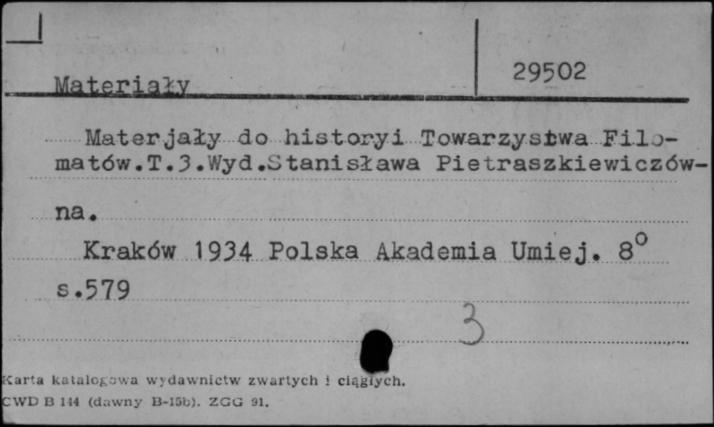 Materiały 29502
Materjały do historyi Towarzystwa Filo-
matów.T.3.Wyd.Stanisława Pietraszkiewiczów-
na.
Kraków 1934 Polska Akademia Umiej. 8⁰
s.579
3
Karta katalogowa wydawnictw zwartych i ciągłych.
CWD B 144 (dawny B-15b). ZGG 91.